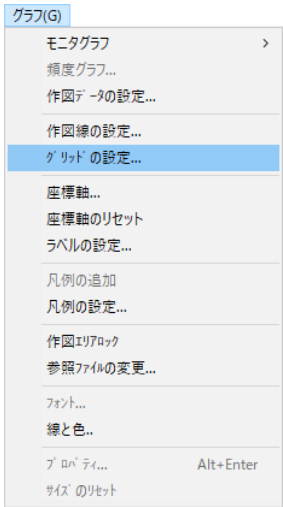 グラフ(G)
モニタグラフ >
頻度グラフ...
作図ﾃﾞｰﾀの設定...
作図線の設定...
ｸﾞﾘｯﾄﾞの設定...
座標軸...
座標軸のリセット
ラベルの設定...
凡例の追加
凡例の設定...
作図ｴﾘｱﾛｯｸ
参照ﾌｧｲﾙの変更...
ﾌｫﾝﾄ...
線と色..
ﾌﾟﾛﾊﾟﾃｨ... Alt+Enter
ｻｲｽﾞのﾘｾｯﾄ